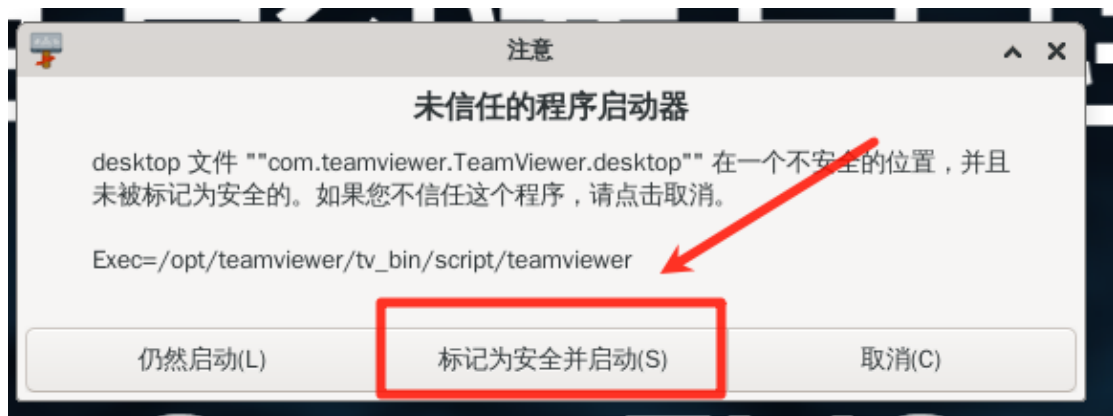 注意
未信任的程序启动器
desktop 文件 ""com.teamviewer.TeamViewer.desktop"" 在一个不安全的位置，并且
未被标记为安全的。如果您不信任这个程序，请点击取消。
Exec=/opt/teamviewer/tv_bin/script/teamviewer
仍然启动(L)
标记为安全并启动(S)
取消(C)